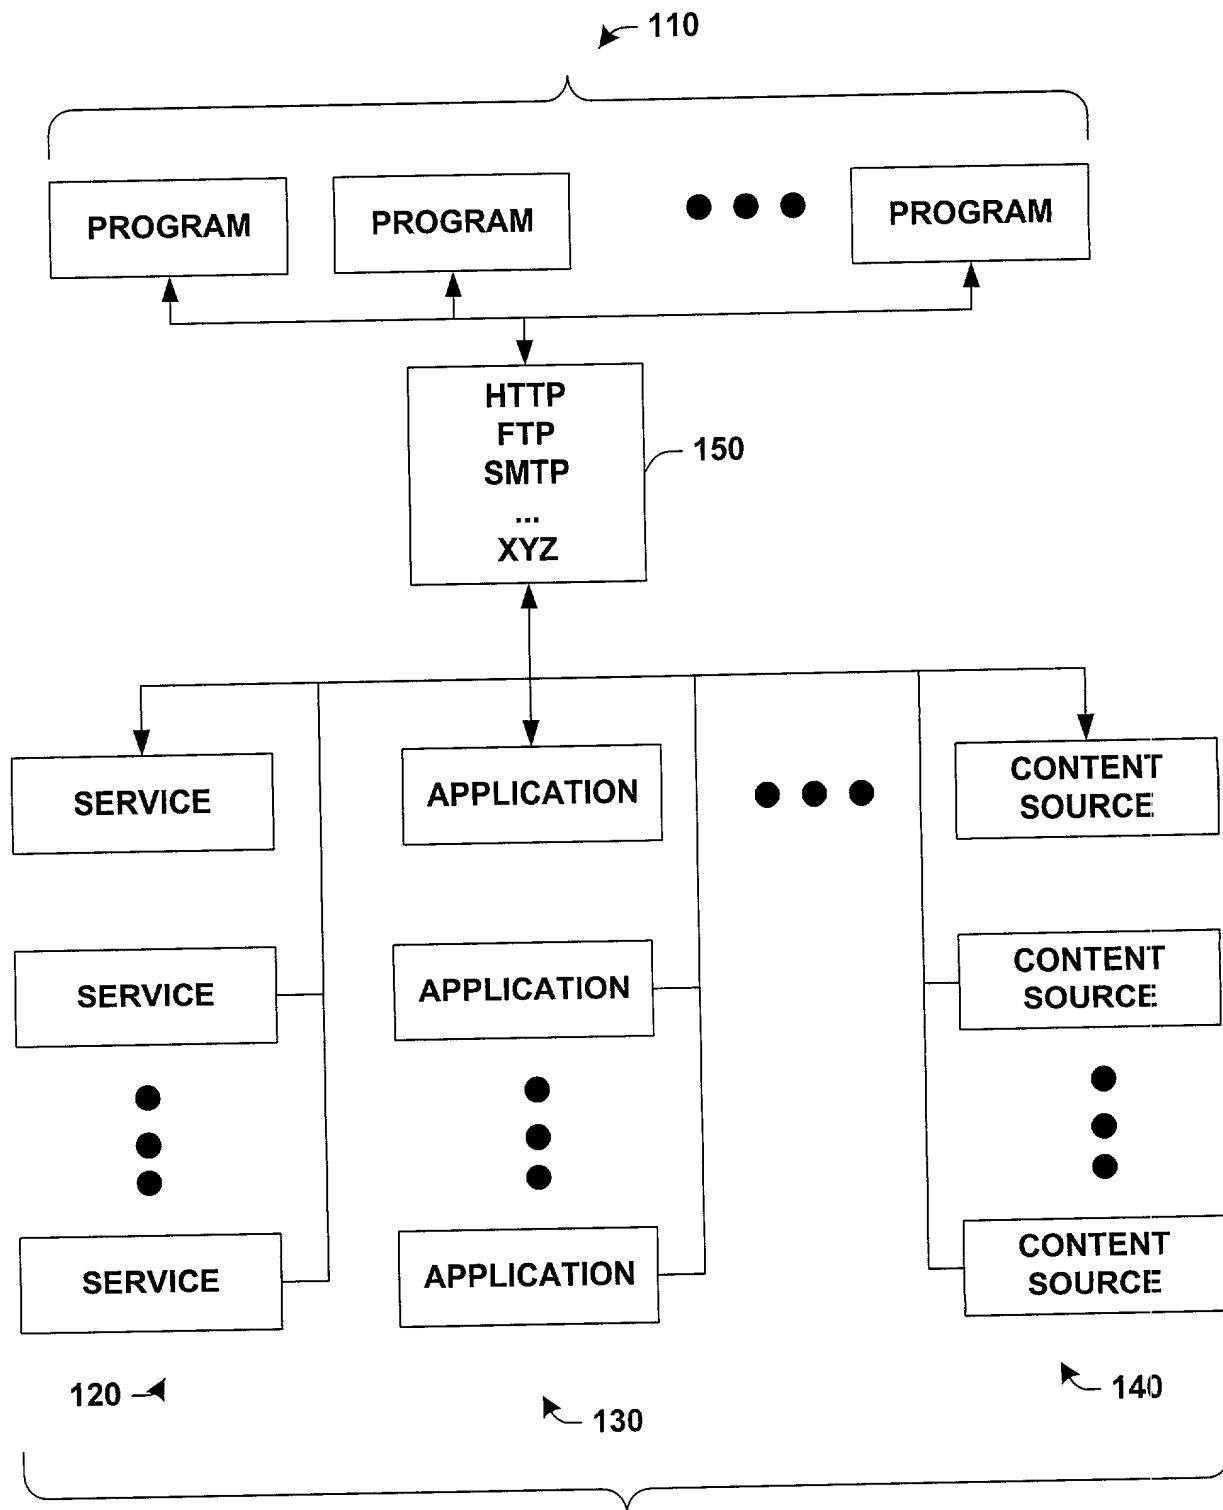 110
PROGRAM
PROGRAM
PROGRAM
HTTP
FTP
SMTP
...
XYZ
150
SERVICE
APPLICATION
CONTENT
SOURCE
SERVICE
APPLICATION
CONTENT
SOURCE
SERVICE
APPLICATION
CONTENT
SOURCE
120
130
140